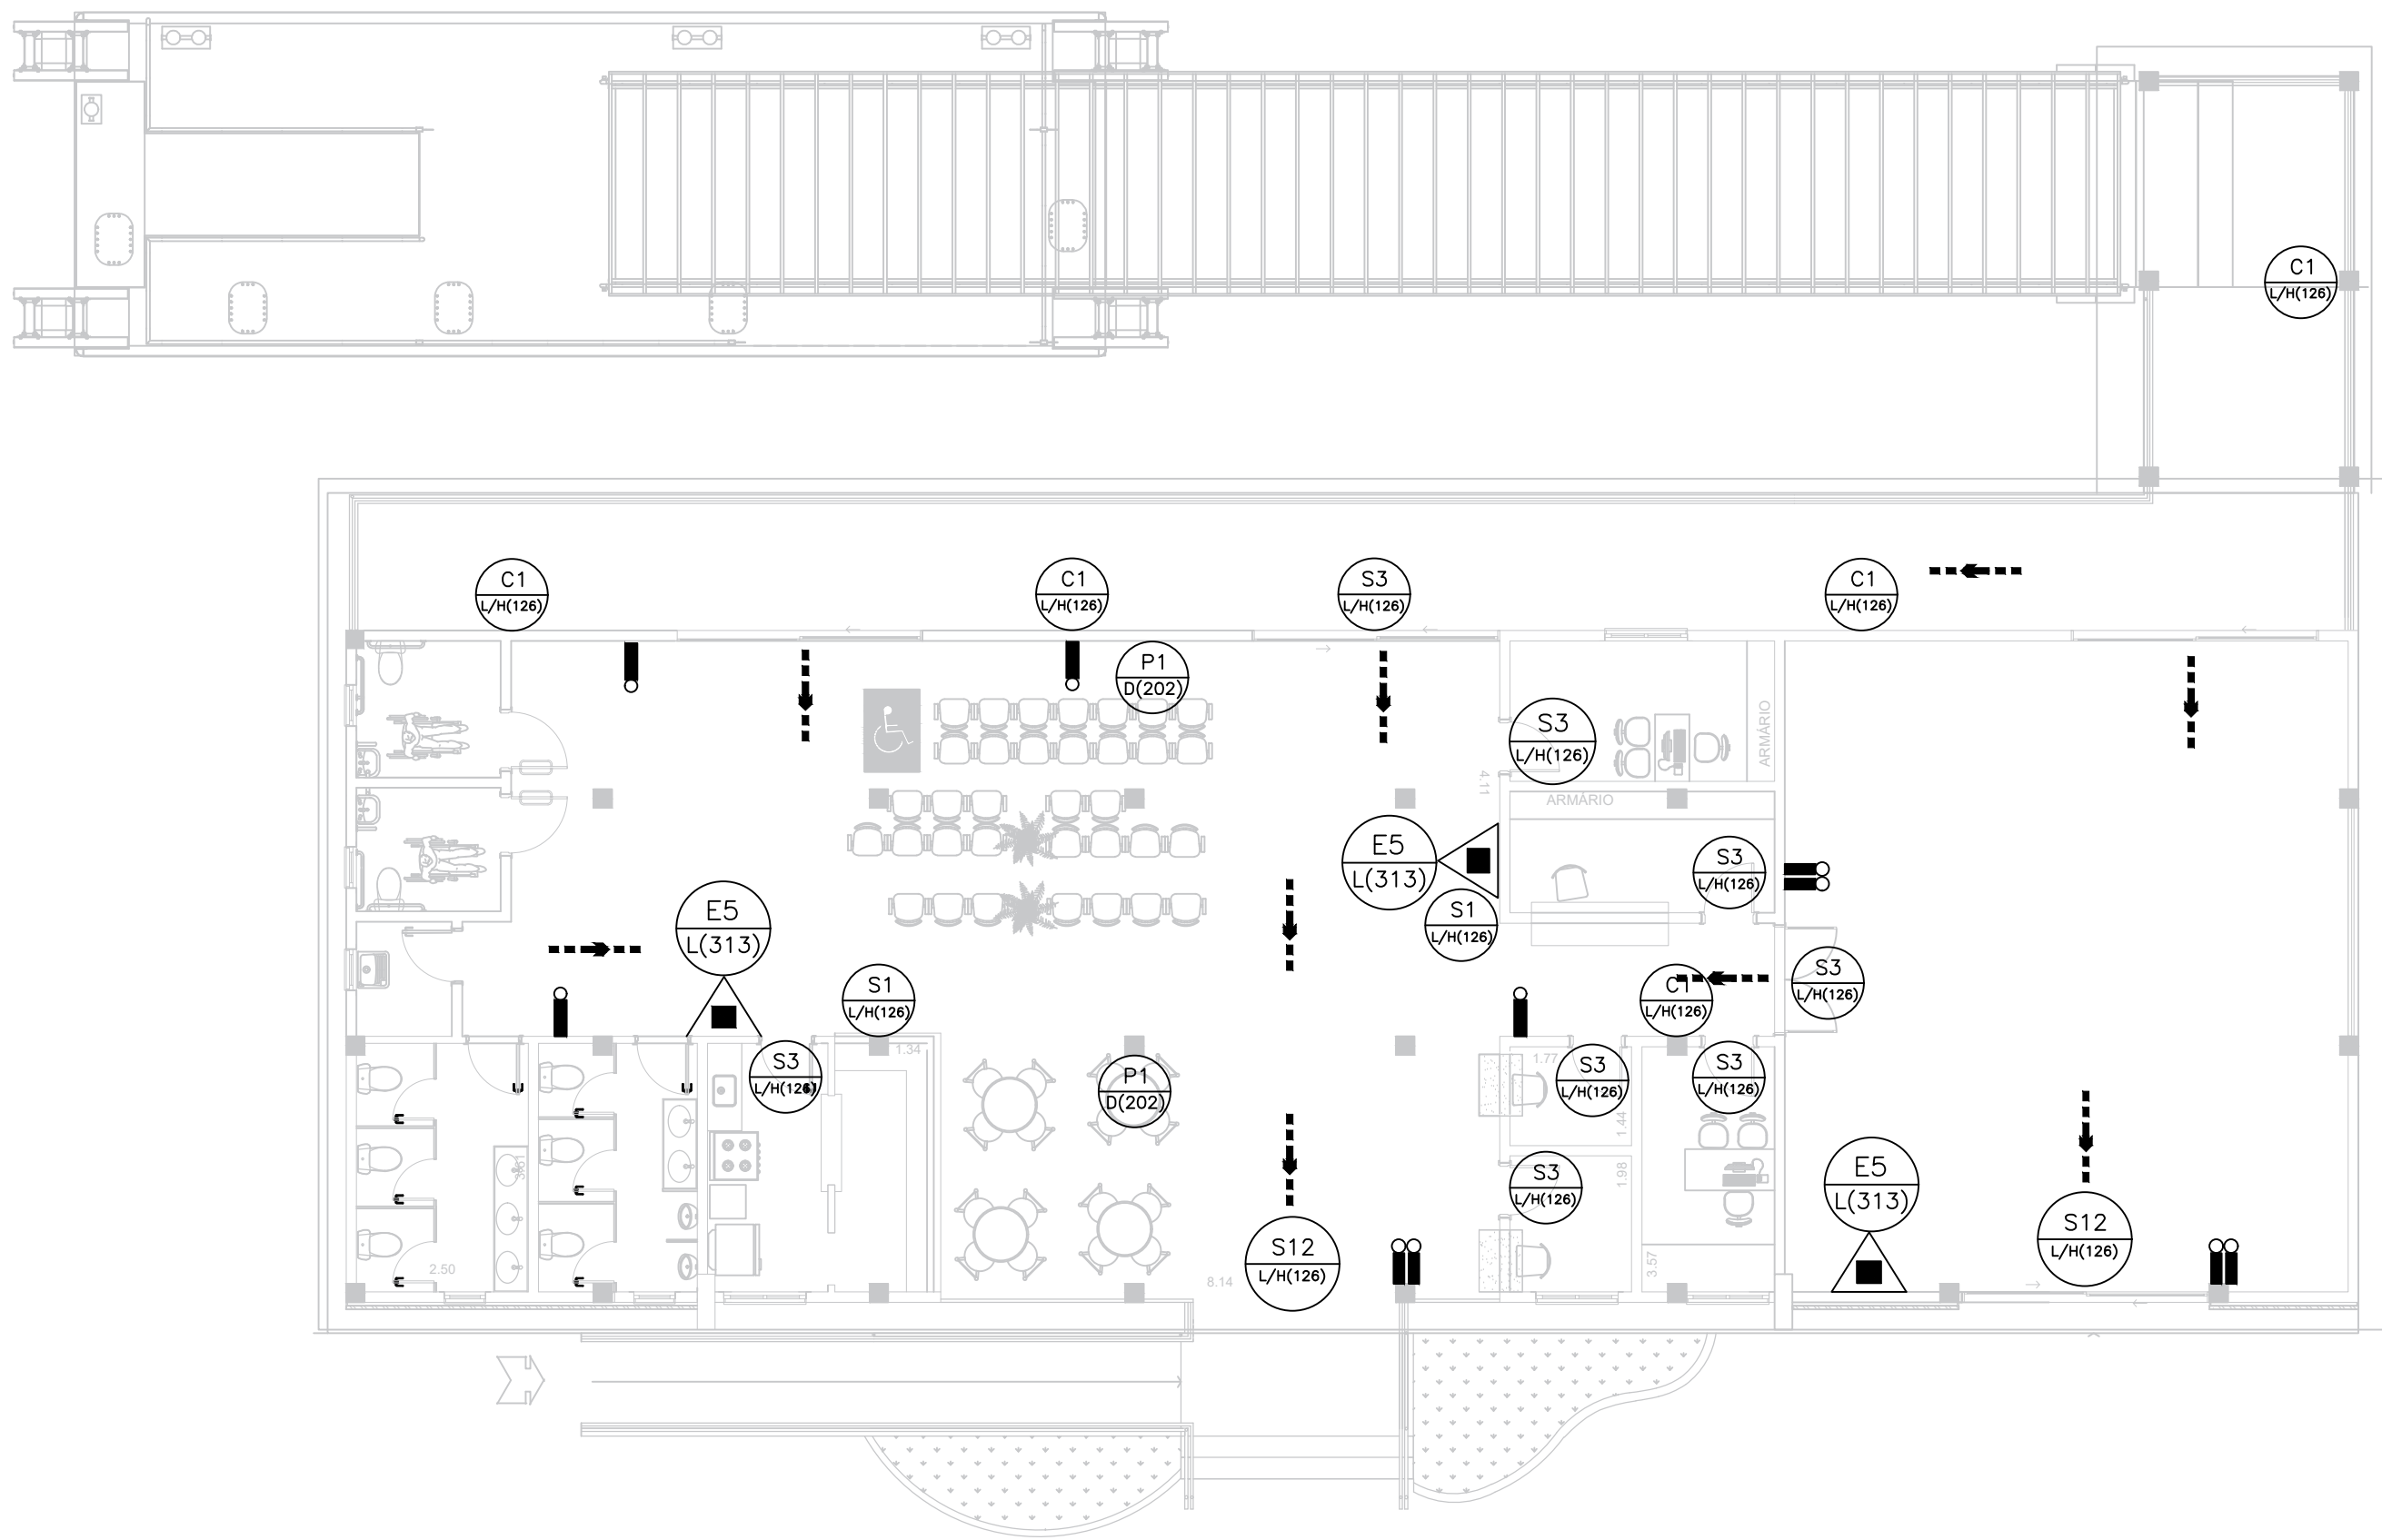 C1
L/H(126)
C1
L/H(126)
C1
L/H(126)
S3
L/H(126)
C1
L/H(126)
P1
D(202)
S3
L/H(126)
ARMÁRIO
4.11
ARMÁRIO
E5
L(313)
S3
L/H(126)
E5
L(313)
S1
L/H(126)
S1
L/H(126)
C1
L/H(126)
S3
L/H(126)
1.34
S3
L/H(126)
P1
D(202)
1.77
S3
L/H(126)
S3
L/H(126)
1.44
S3
L/H(126)
1.98
E5
L(313)
S12
L/H(126)
S12
L/H(126)
2.50
8.14
3.57